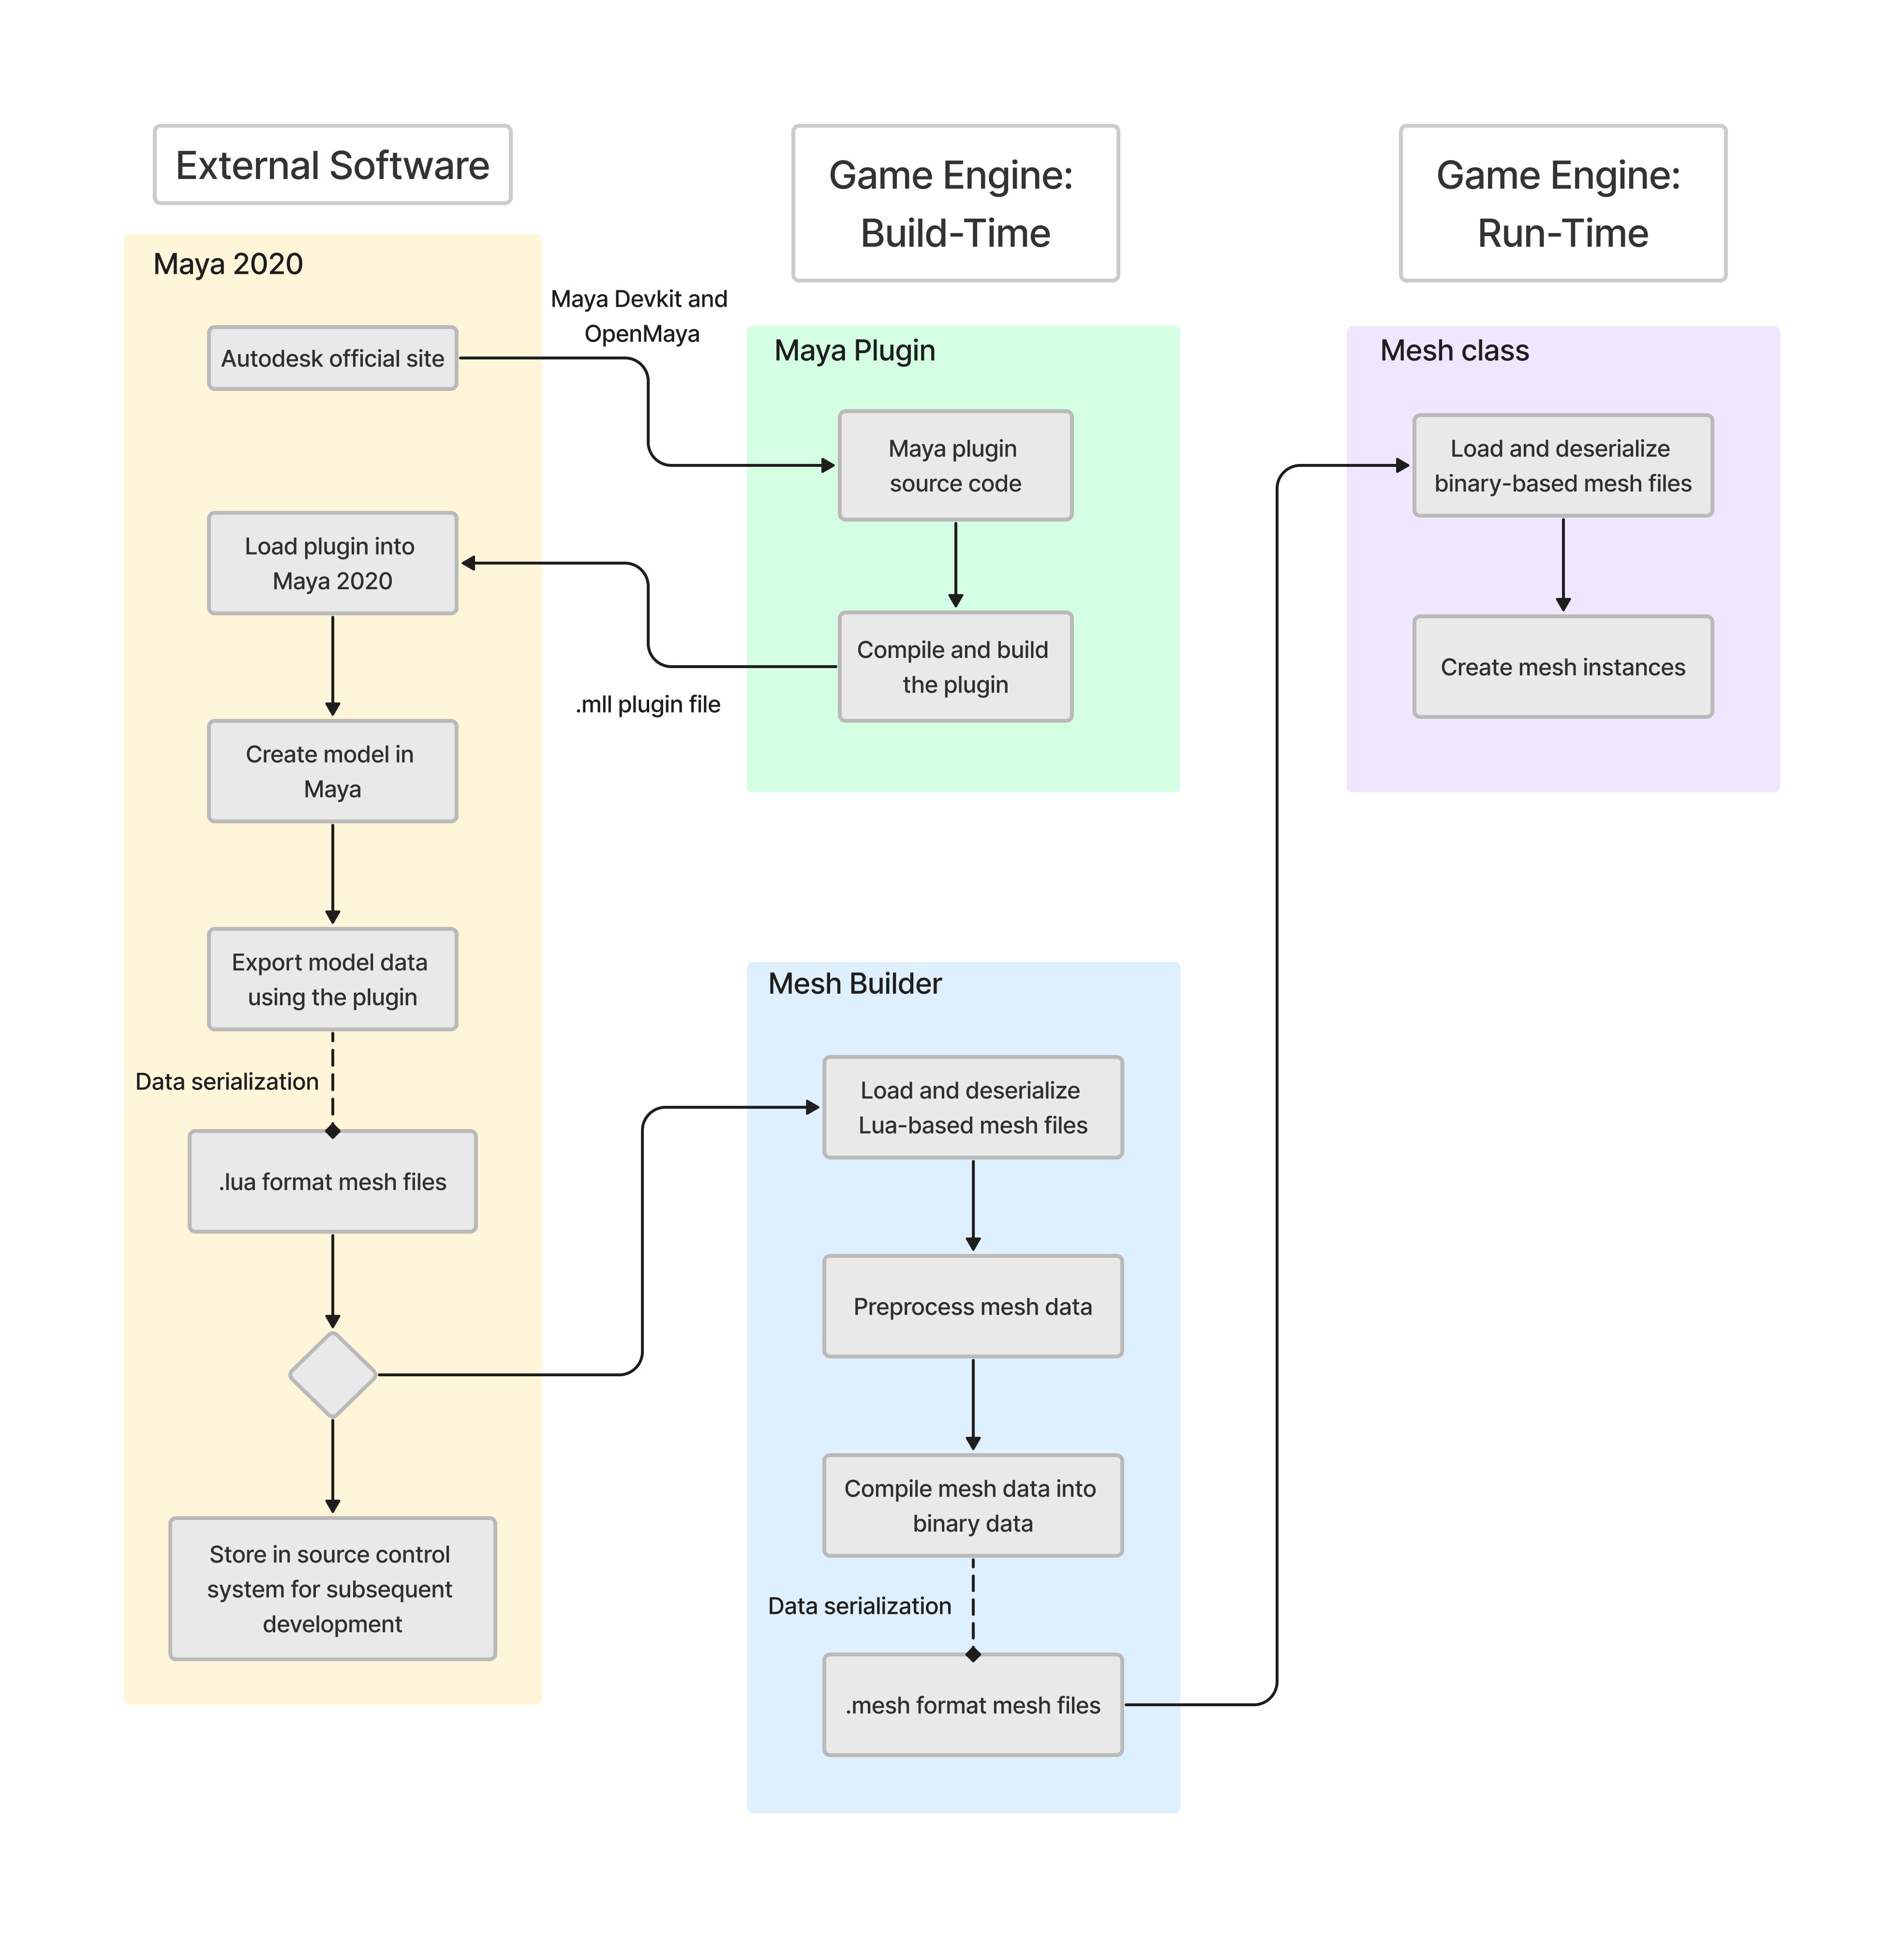 External Software
Game Engine:
Build-Time
Game Engine:
Run-Time
Maya 2020
Autodesk official site
Maya Devkit and
OpenMaya
Load plugin into
Maya 2020
.mll plugin file
Create model in
Maya
Export model data
using the plugin
Data serialization
.lua format mesh files
Store in source control
system for subsequent
development
Maya Plugin
Maya plugin
source code
Compile and build
the plugin
Mesh Builder
Load and deserialize
Lua-based mesh files
Preprocess mesh data
Compile mesh data into
binary data
Data serialization
.mesh format mesh files
Mesh class
Load and deserialize
binary-based mesh files
Create mesh instances